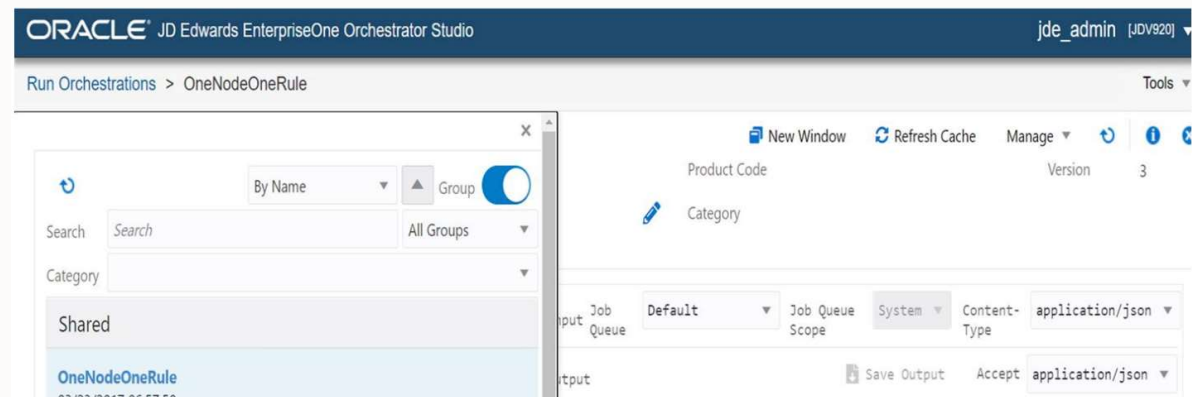 ORACLE® JD Edwards EnterpriseOne Orchestrator Studio
jde_admin [JDV920]
Run Orchestrations > OneNodeOneRule
Tools
X
New Window
Refresh Cache
Manage
Product Code
Version 3
By Name
Group
Category
Search Search
All Groups
Category
Shared
Job Queue
Default
Job Queue Scope
System
Content-Type
application/json
OneNodeOneRule
Save Output
Accept
application/json